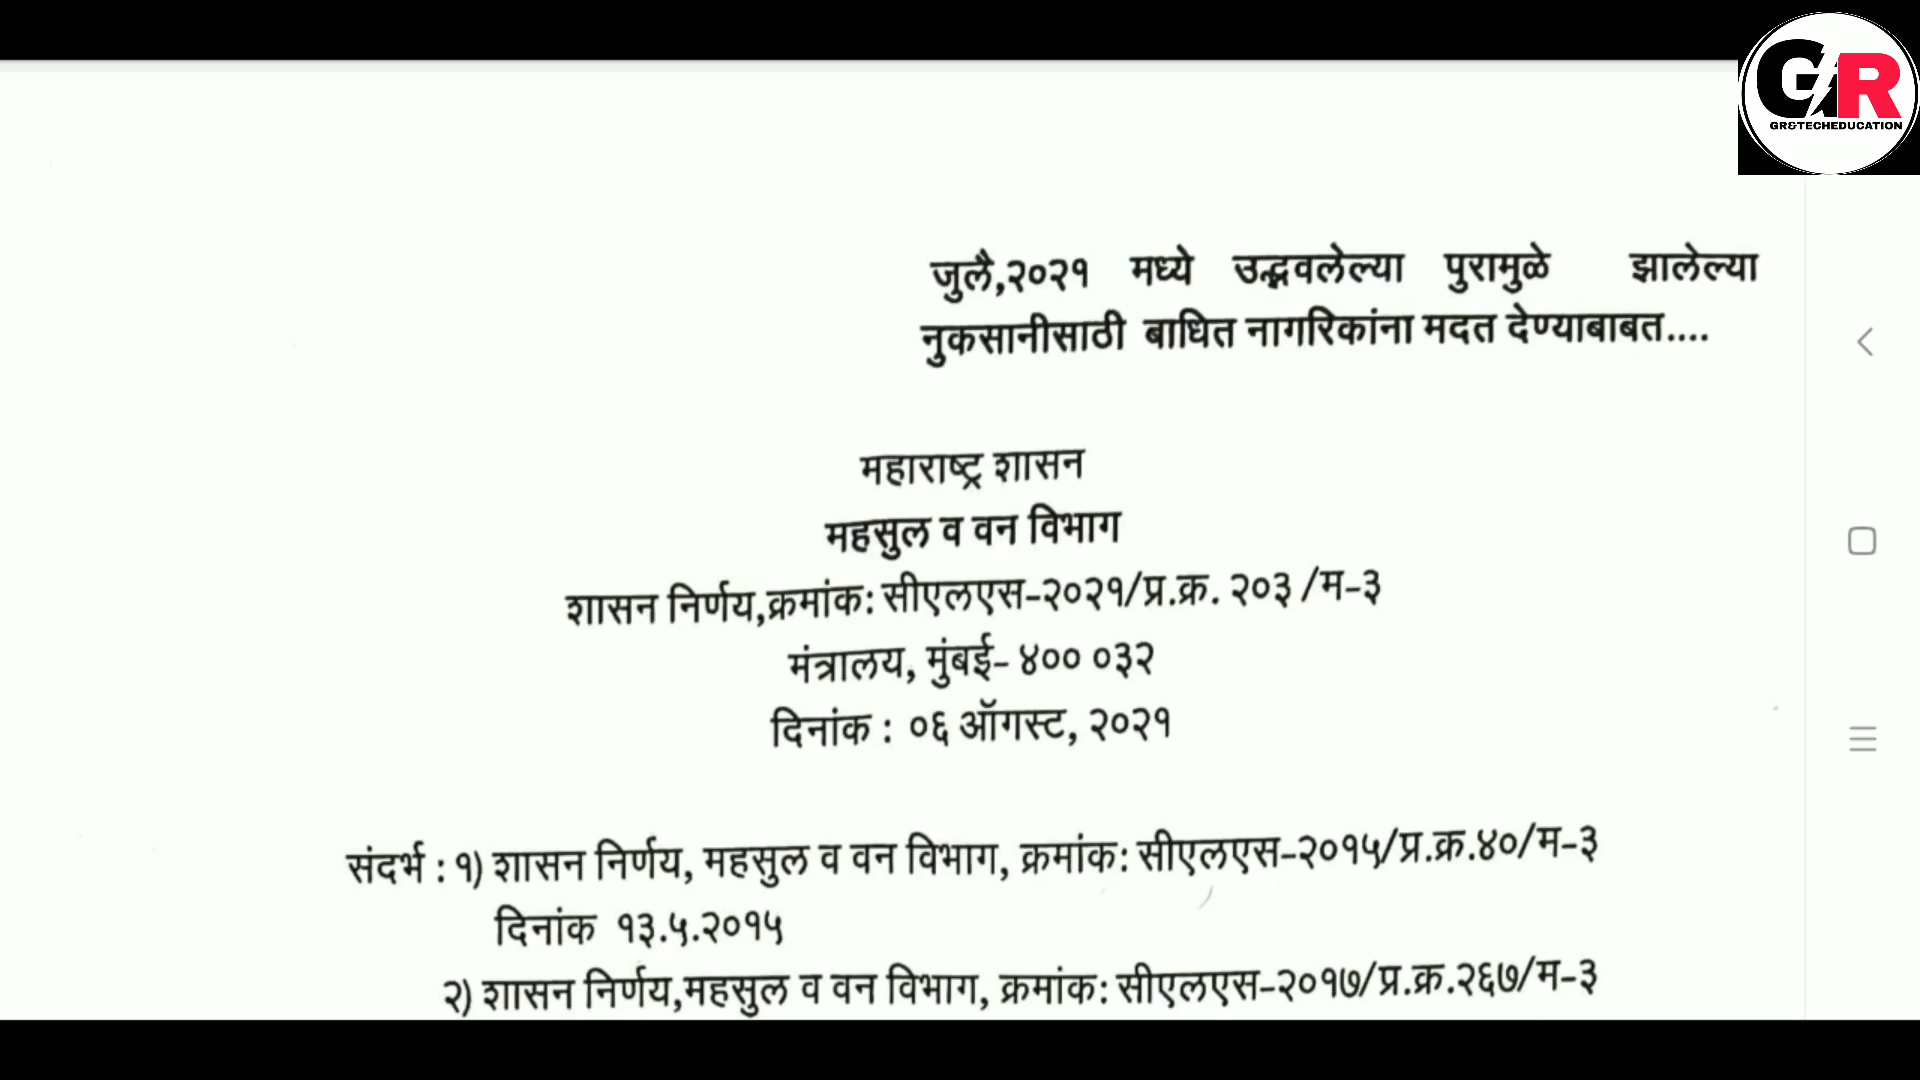 GR
GR&TECHEDUCATION
जुलै,२०२१ मध्ये उद्भवलेल्या पुरामुळे झालेल्या
नुकसानीसाठी बाधित नागरिकांना मदत देण्याबाबत....
महाराष्ट्र शासन
महसुल व वन विभाग
शासन निर्णय,क्रमांक: सीएलएस-२०२१/प्र.क्र. २०३ /म-३
मंत्रालय, मुंबई- ४०० ०३२
दिनांक : ०६ ऑगस्ट, २०२१
संदर्भ : १) शासन निर्णय, महसुल व वन विभाग, क्रमांक: सीएलएस-२०१५/प्र.क्र.४०/म-३
दिनांक १३.५.२०१५
२) शासन निर्णय,महसुल व वन विभाग, क्रमांक: सीएलएस-२०१७/प्र.क्र.२६७/म-३